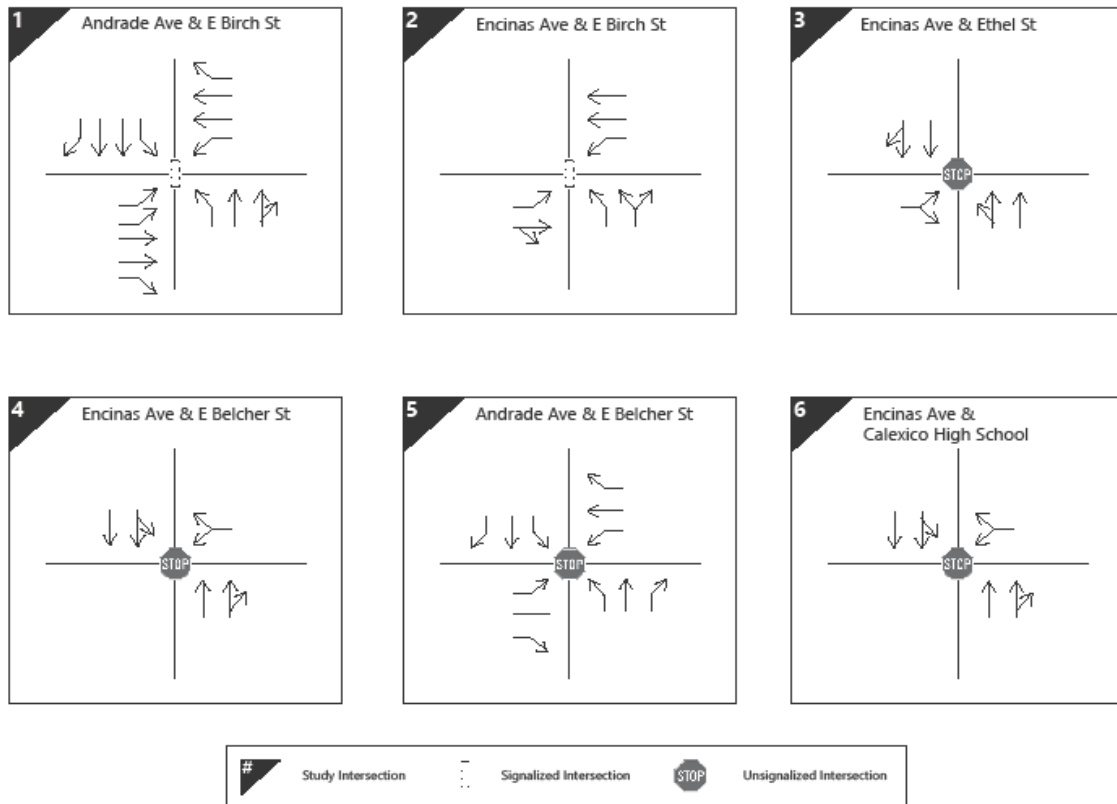 1
Andrade Ave & E Birch St
2
Encinas Ave & E Birch St
3
Encinas Ave & Ethel St
STOP
4
Encinas Ave & E Belcher St
STOP
5
Andrade Ave & E Belcher St
STOP
6
Encinas Ave &
Calexico High School
STOP
#
Study Intersection
Signalized Intersection
STOP
Unsignalized Intersection